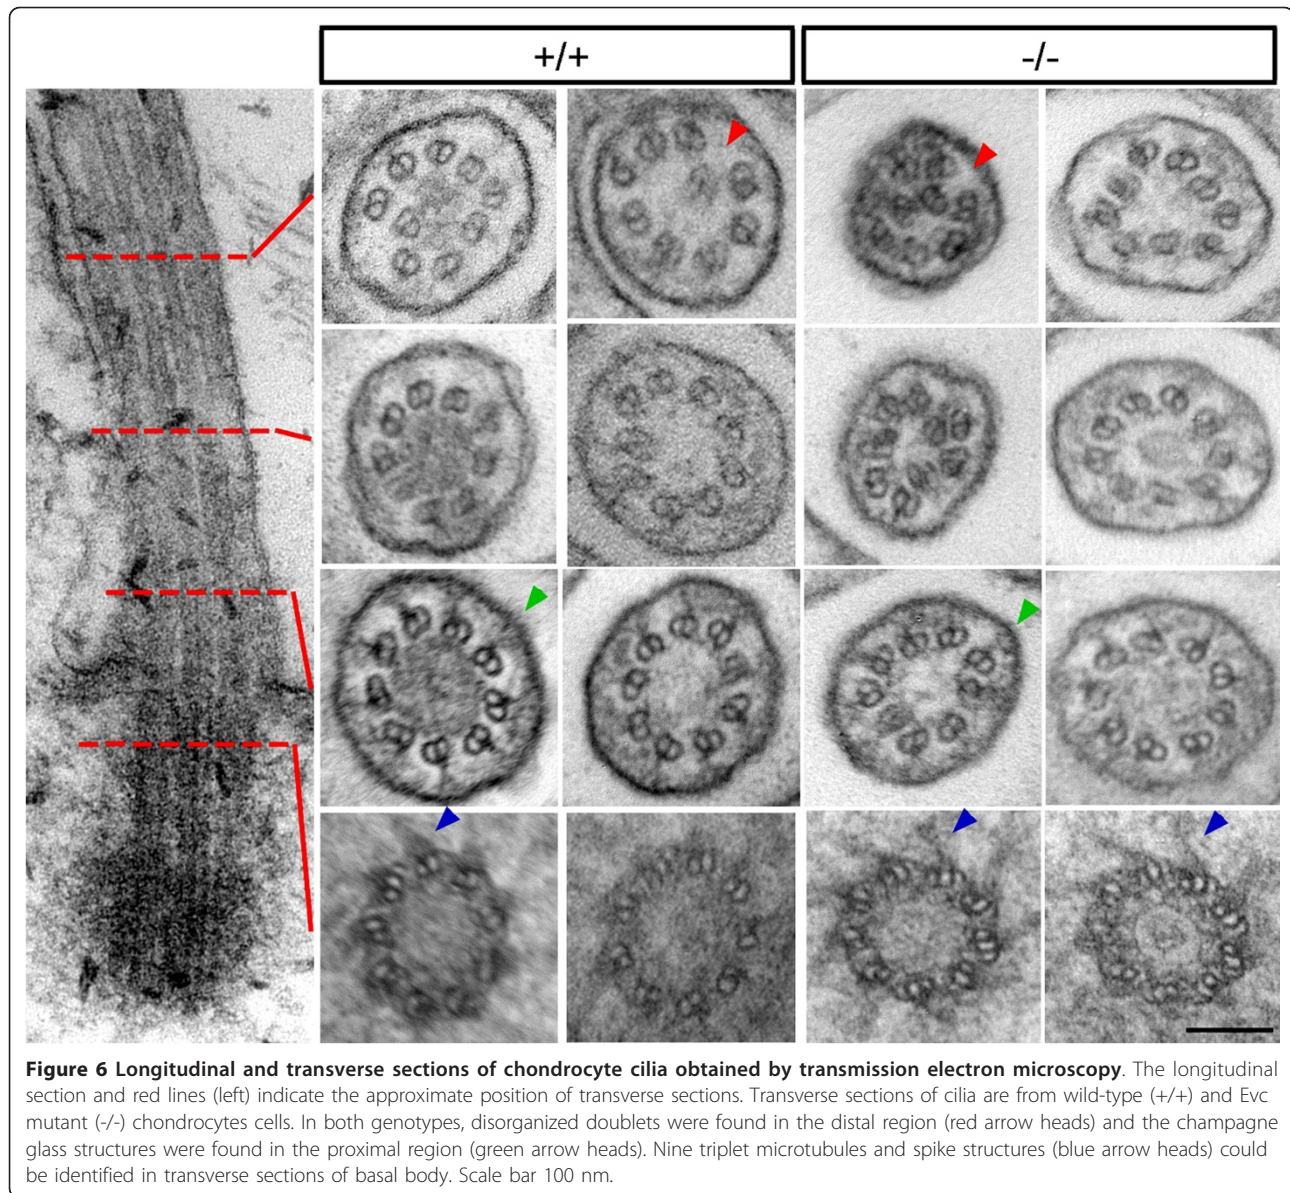 +/+
-/-
Figure 6 Longitudinal and transverse sections of chondrocyte cilia obtained by transmission electron microscopy. The longitudinal
section and red lines (left) indicate the approximate position of transverse sections. Transverse sections of cilia are from wild-type (+/+) and Evc
mutant (-/-) chondrocytes cells. In both genotypes, disorganized doublets were found in the distal region (red arrow heads) and the champagne
glass structures were found in the proximal region (green arrow heads). Nine triplet microtubules and spike structures (blue arrow heads) could
be identified in transverse sections of basal body. Scale bar 100 nm.